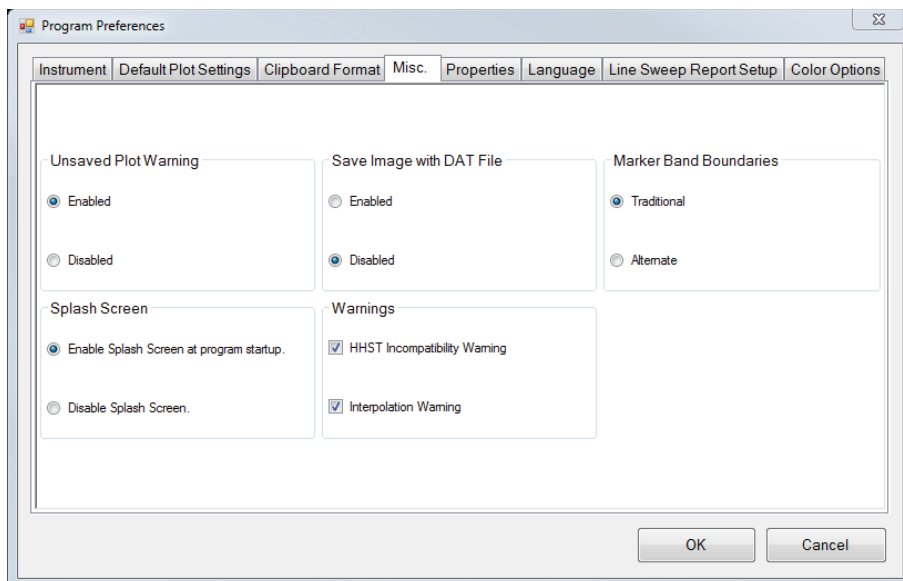 Program Preferences
Instrument Default Plot Settings Clipboard Format Misc. Properties Language Line Sweep Report Setup Color Options
Unsaved Plot Warning
Enabled
Disabled
Save Image with DAT File
Enabled
Disabled
Marker Band Boundaries
Traditional
Alternate
Splash Screen
Enable Splash Screen at program startup.
Disable Splash Screen.
Warnings
HHST Incompatibility Warning
Interpolation Warning
OK Cancel